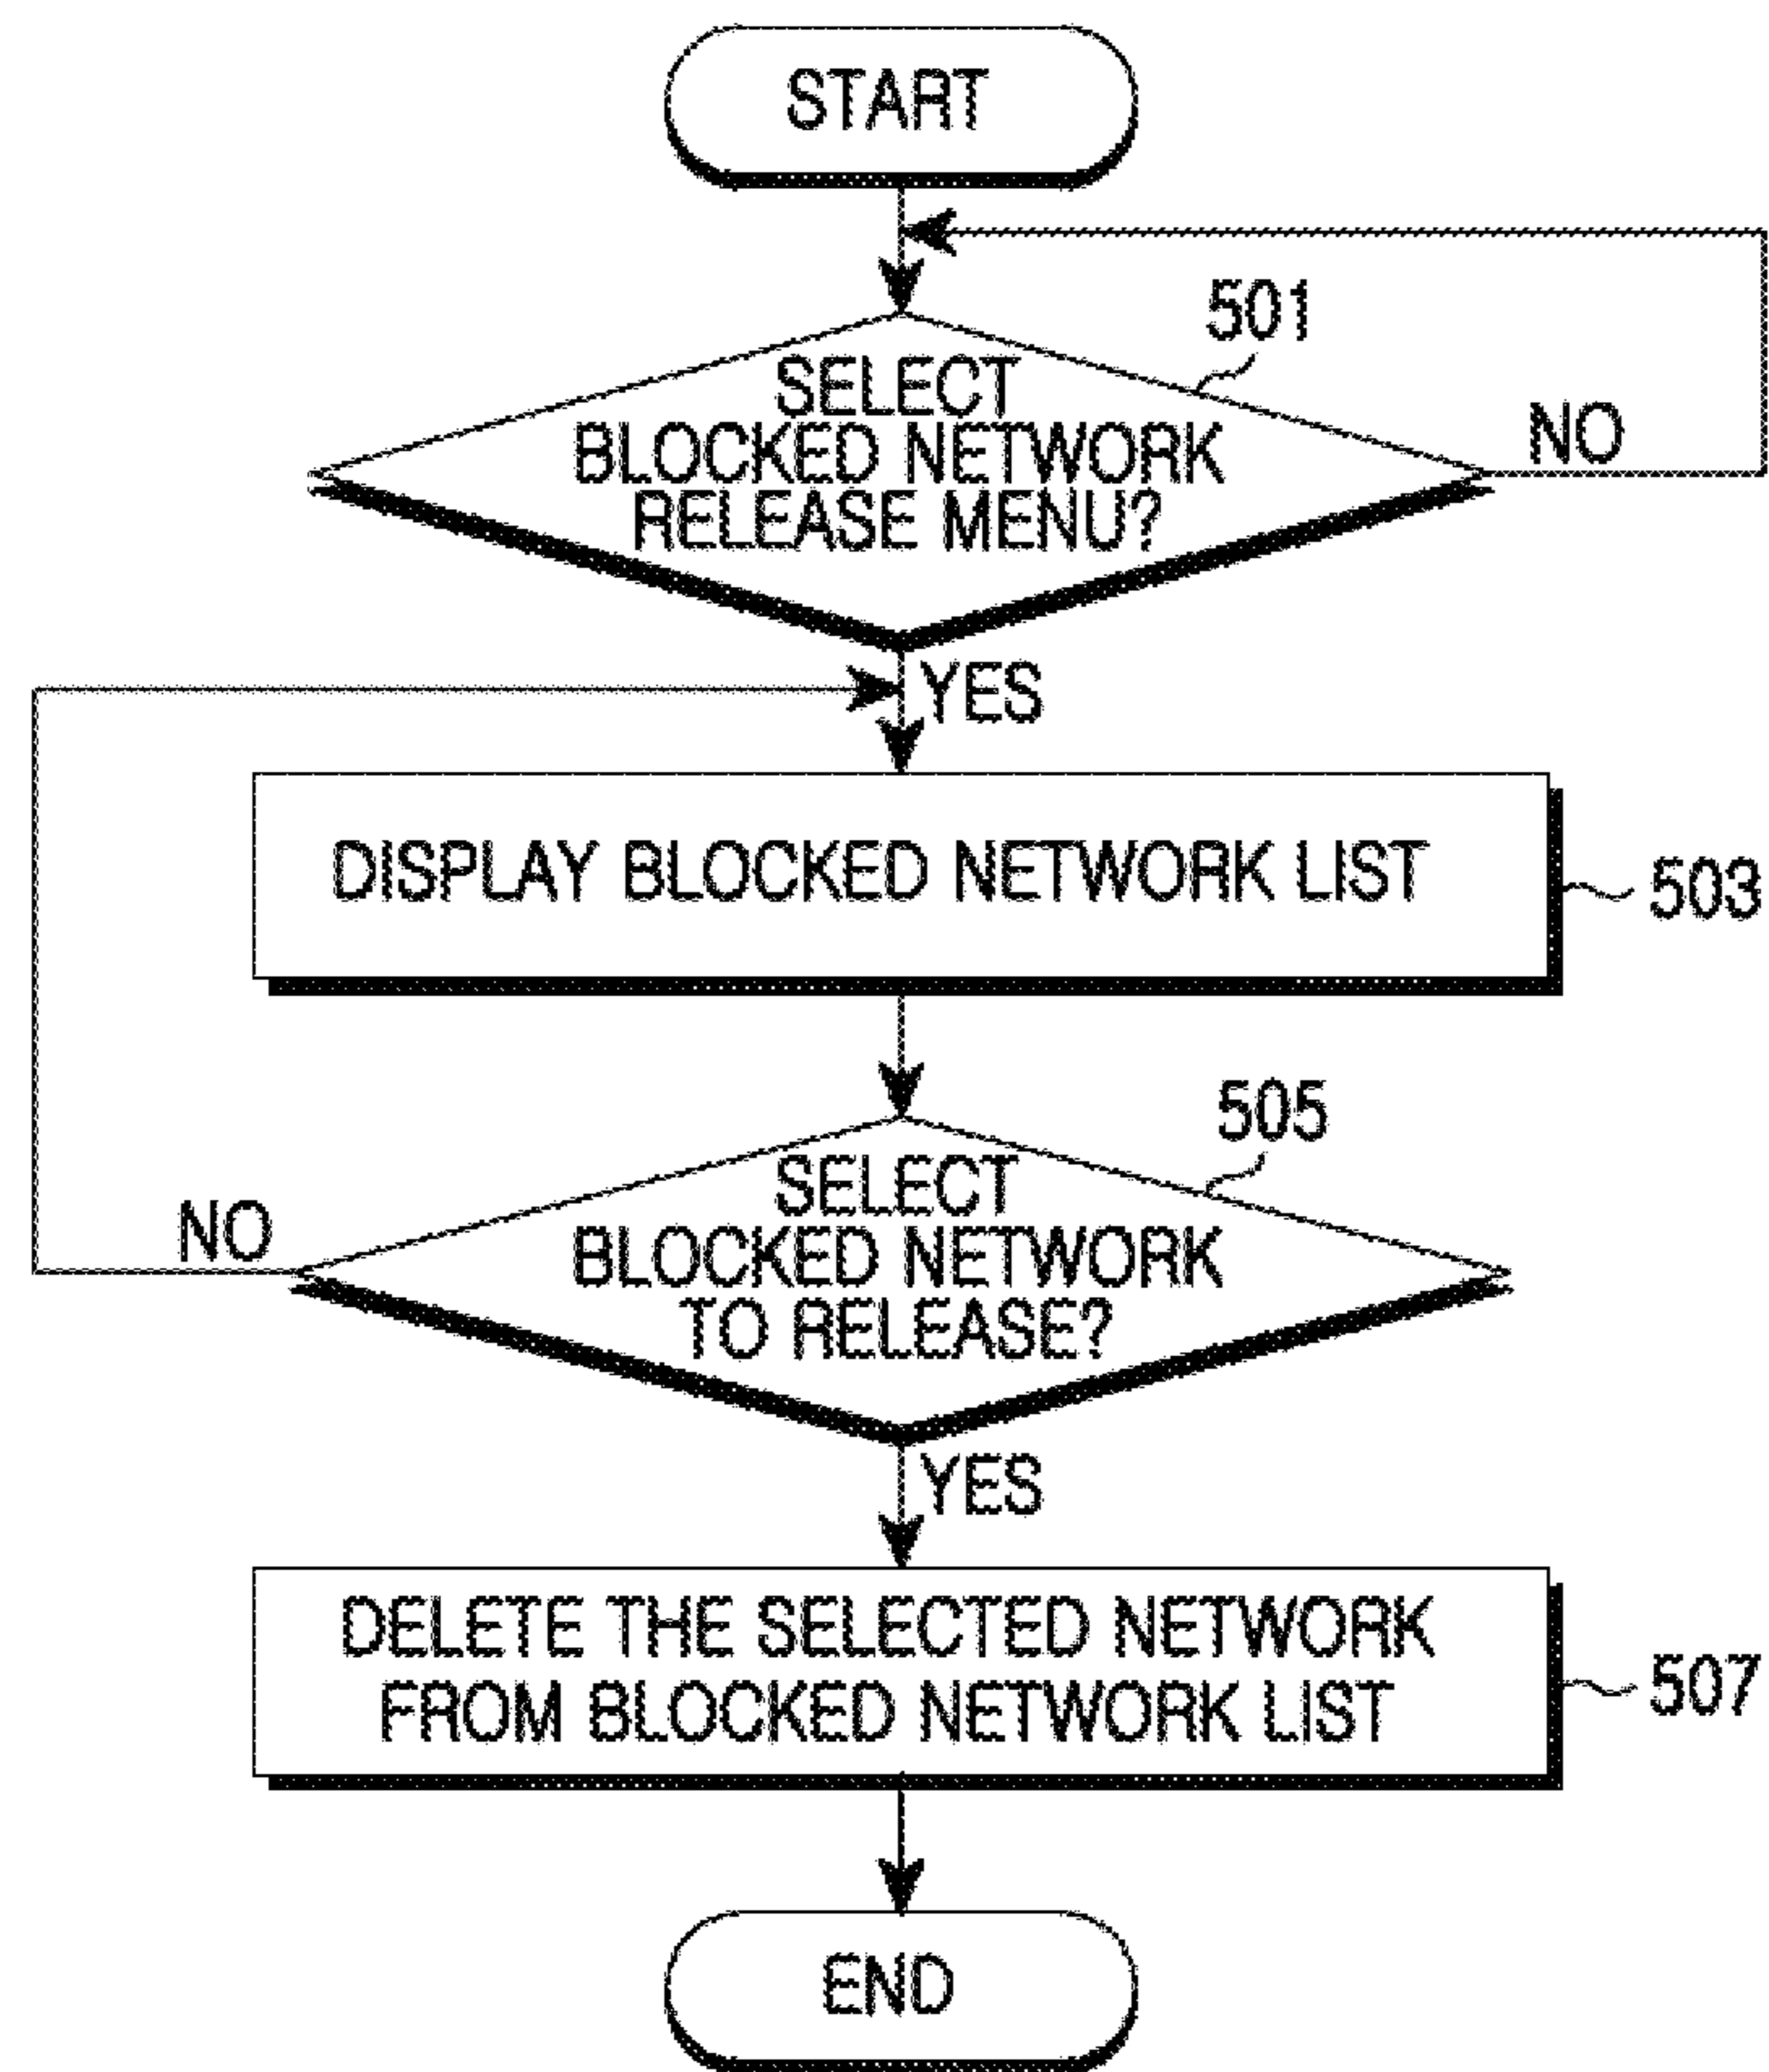 START
501
SELECT
BLOCKED NETWORK
RELEASE MENU?
NO
YES
DISPLAY BLOCKED NETWORK LIST
503
505
SELECT
BLOCKED NETWORK
TO RELEASE?
NO
YES
DELETE THE SELECTED NETWORK
FROM BLOCKED NETWORK LIST
507
END